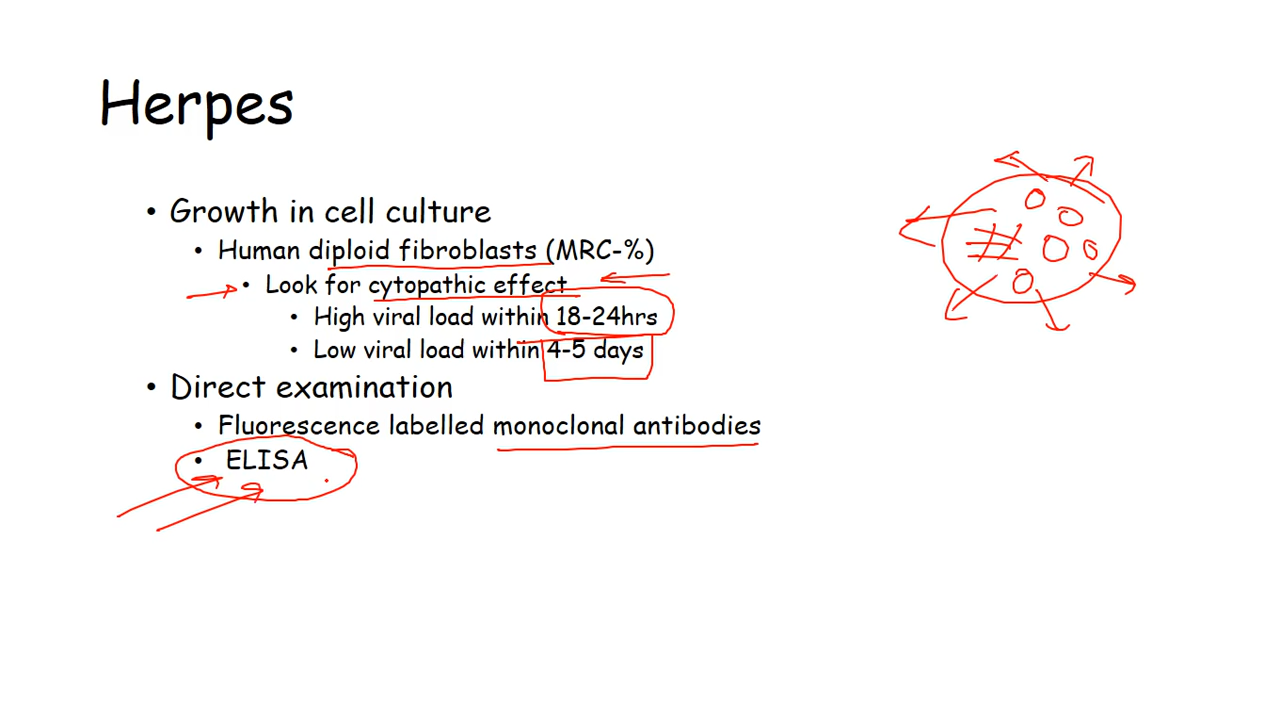 Herpes
• Growth in cell culture
• Human diploid fibroblasts (MRC-%)
• Look for cytopathic effect
• High viral load within 18-24hrs
• Low viral load within 4-5 days
• Direct examination
• Fluorescence labelled monoclonal antibodies
• ELISA